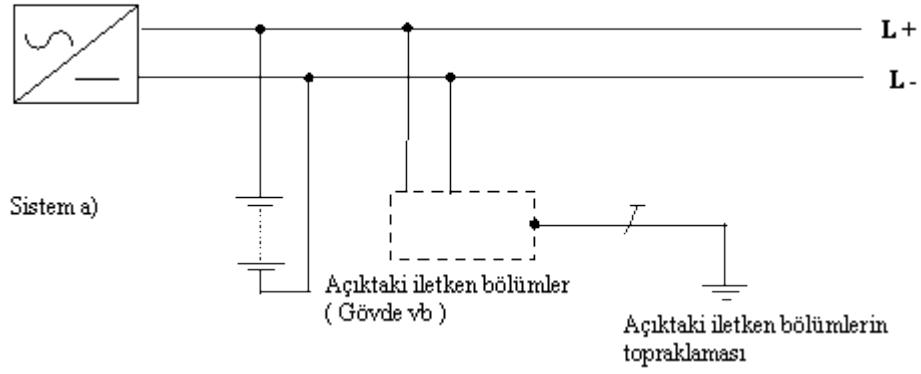 L +
L -
Sistem a)
Açıktaki iletken bölümler
( Gövde vb )
Açıktaki iletken bölümlerin
topraklaması